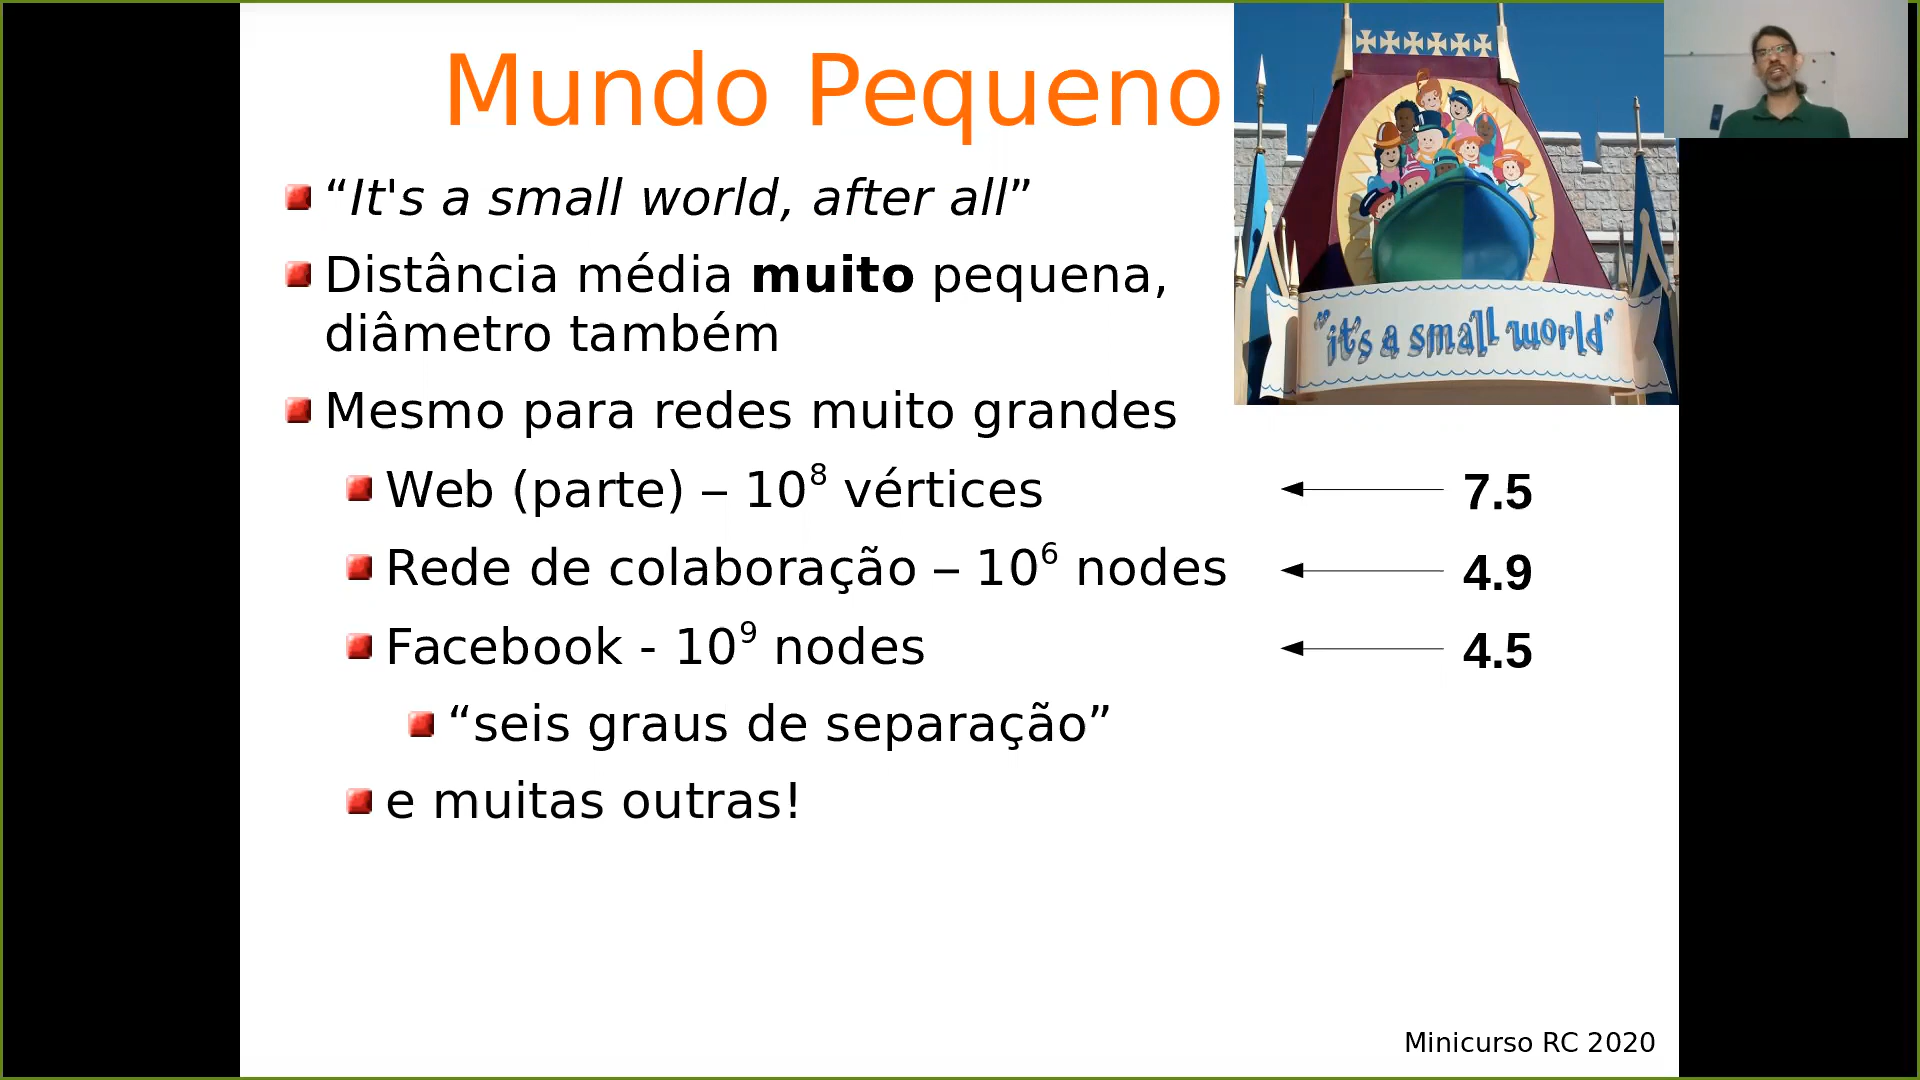 Mundo Pequeno
“It's a small world, after all”
Distância média muito pequena,
diâmetro também
Mesmo para redes muito grandes
Web (parte) – 10⁸ vértices
7.5
Rede de colaboração – 10⁶ nodes
4.9
Facebook - 10⁹ nodes
4.5
“seis graus de separação”
e muitas outras!
"it's a small world"
Minicurso RC 2020